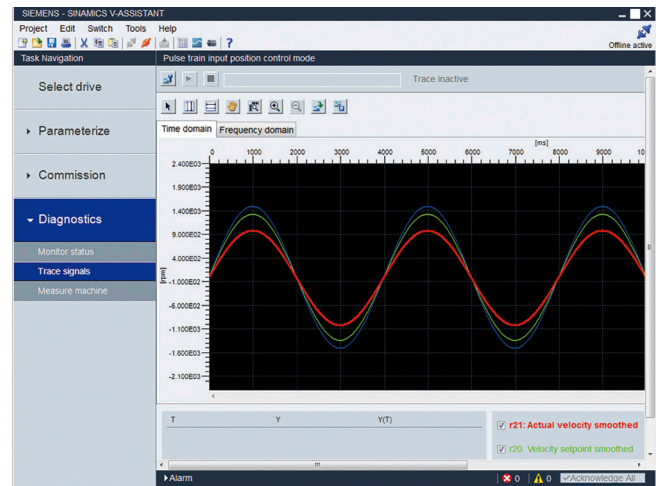 SIEMENS - SINAMICS V-ASSISTANT
Project Edit Switch Tools Help
Offline active
Task Navigation
Pulse train input position control mode
Select drive
Trace inactive
Parameterize
Time domain Frequency domain
[ms]
0 1000 2000 3000 4000 5000 6000 7000 8000 9000 10
2.400E03
1.900E03
1.400E03
9.000E02
4.000E02
-1.000E02
-6.000E02
-1.100E03
-1.600E03
-2.100E03
[rpm]
Commission
Diagnostics
Monitor status
Trace signals
Measure machine
T Y Y(T)
r21: Actual velocity smoothed
r20: Velocity setpoint smoothed
Alarm
0 0 Acknowledge All